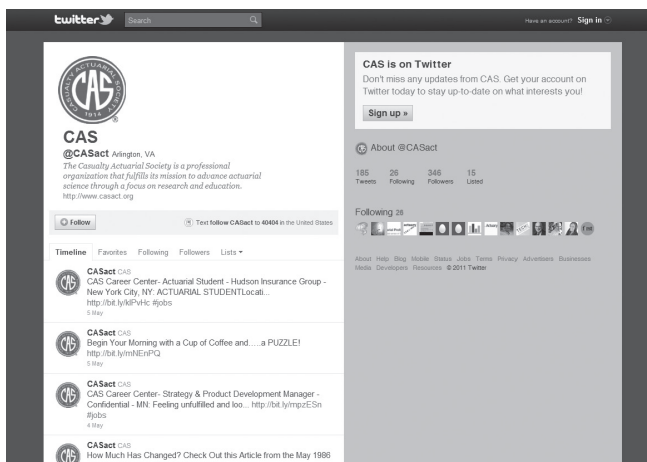 twitter
Search
Have an account? Sign in
CASUALTY ACTUARIAL SOCIETY
CAS
1914
®
CAS
@CASact Arlington, VA
The Casualty Actuarial Society is a professional
organization that fulfills its mission to advance actuarial
science through a focus on research and education.
http://www.casact.org
Follow
Text follow CASact to 40404 in the United States
Timeline Favorites Following Followers Lists
CASact CAS
CAS Career Center- Actuarial Student - Hudson Insurance Group -
New York City, NY: ACTUARIAL STUDENTLocati...
http://bit.ly/klPvHc #jobs
5 May
CASact CAS
Begin Your Morning with a Cup of Coffee and.....a PUZZLE!
http://bit.ly/mNEnPQ
5 May
CASact CAS
CAS Career Center- Strategy & Product Development Manager -
Confidential - MN: Feeling unfulfilled and loo... http://bit.ly/mpzESn
#jobs
4 May
CASact CAS
How Much Has Changed? Check Out this Article from the May 1986
CAS is on Twitter
Don't miss any updates from CAS. Get your account on
Twitter today to stay up-to-date on what interests you!
Sign up »
About @CASact
185 26 346 15
Tweets Following Followers Listed
Following 26
About Help Blog Mobile Status Jobs Terms Privacy Advertisers Businesses
Media Developers Resources © 2011 Twitter